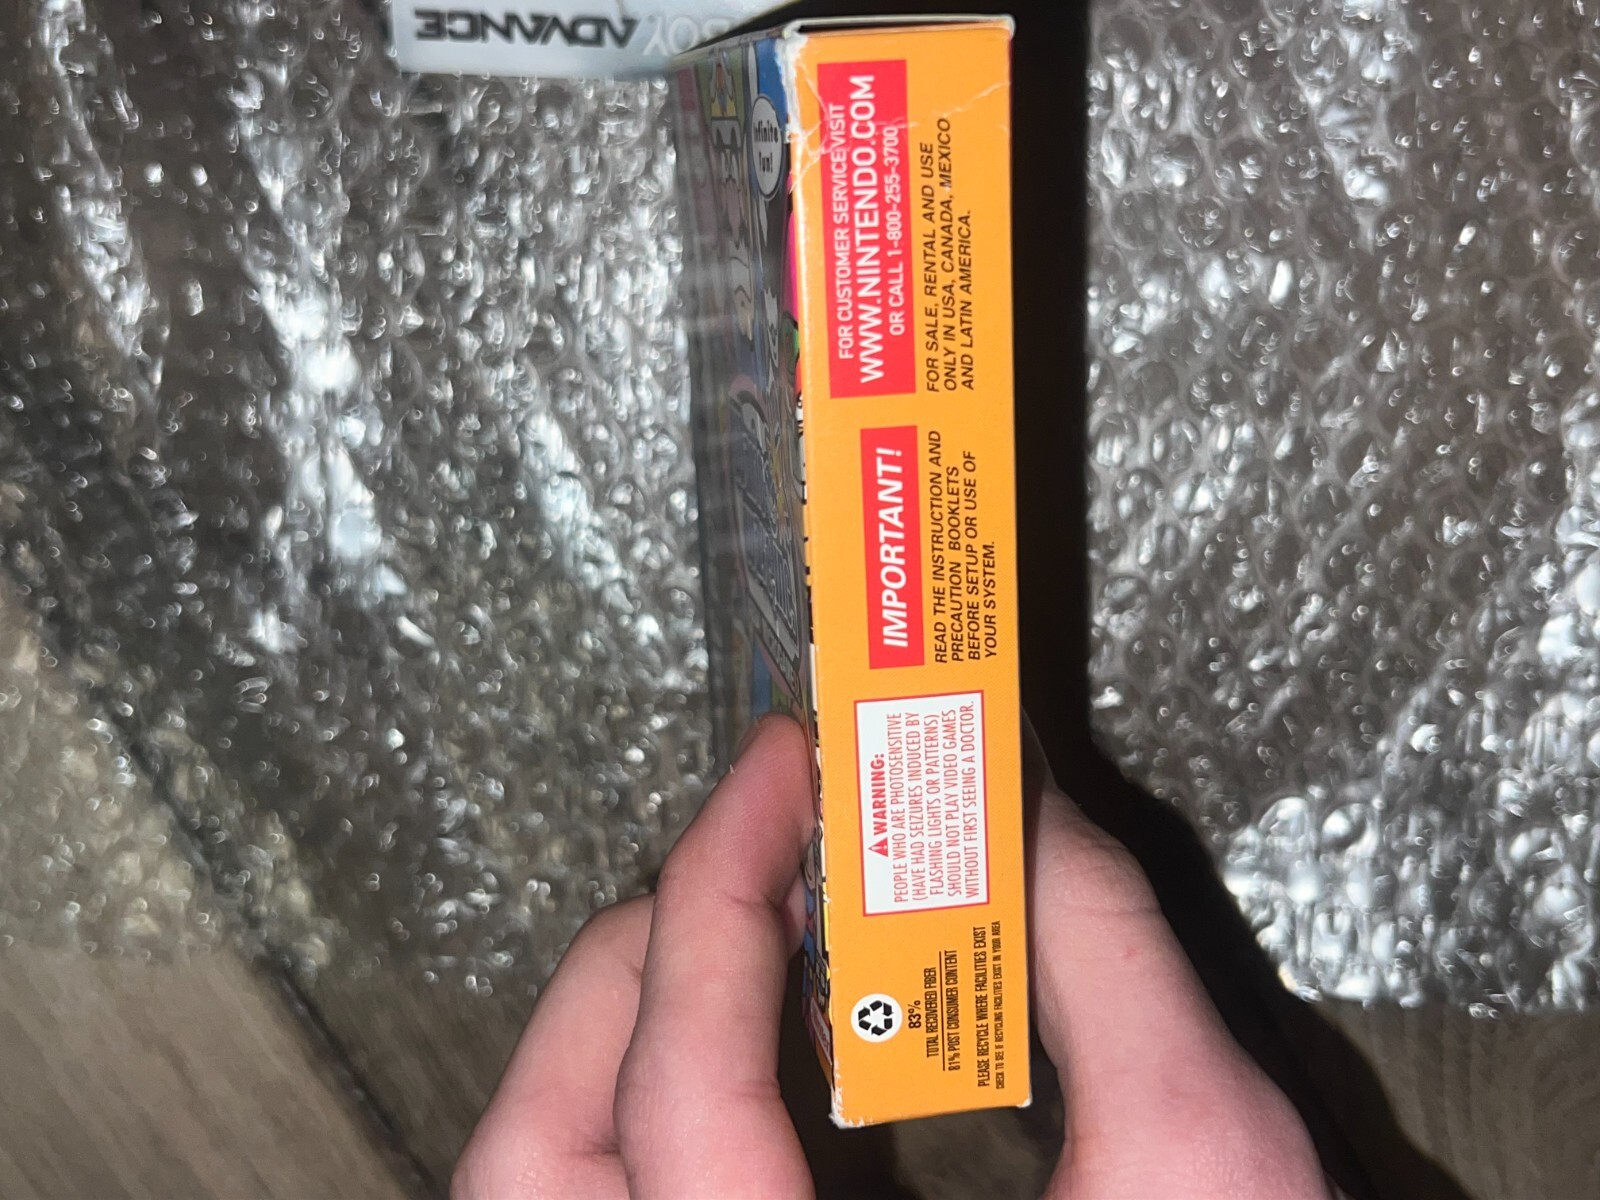 ADVANCE
Infinite
Fun!
FOR CUSTOMER SERVICE VISIT
WWW.NINTENDO.COM
OR CALL 1-800-255-3700
FOR SALE, RENTAL AND USE
ONLY IN USA, CANADA, MEXICO
AND LATIN AMERICA.
IMPORTANT!
READ THE INSTRUCTION AND
PRECAUTION BOOKLETS
BEFORE SETUP OR USE OF
YOUR SYSTEM.
WARNING:
PEOPLE WHO ARE PHOTOSENSITIVE
(HAVE HAD SEIZURES INDUCED BY
FLASHING LIGHTS OR PATTERNS)
SHOULD NOT PLAY VIDEO GAMES
WITHOUT FIRST SEEING A DOCTOR.
83%
TOTAL RECOVERED FIBER
81% POST CONSUMER CONTENT
PLEASE RECYCLE WHERE FACILITIES EXIST
CHECK TO SEE IF RECYCLING FACILITIES EXIST IN YOUR AREA